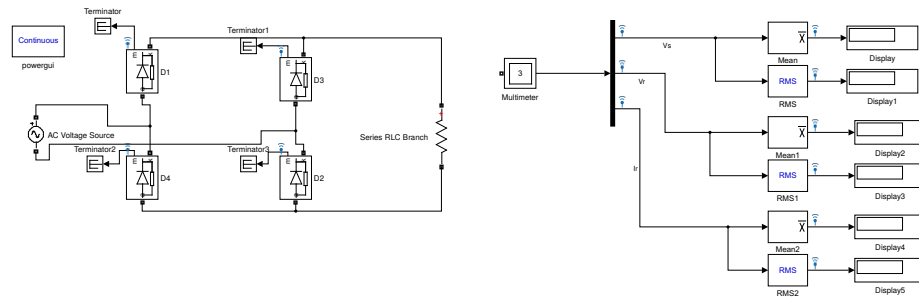 Terminator
Continuous
powergui
m
D1
Terminator1
m
D3
AC Voltage Source
Terminator2
m
D4
Terminator3
m
D2
Series RLC Branch
3
Multimeter
Vs
Vr
Ir
x
Mean
Display
RMS
RMS
Display1
x
Mean1
Display2
RMS
RMS1
Display3
x
Mean2
Display4
RMS
RMS2
Display5